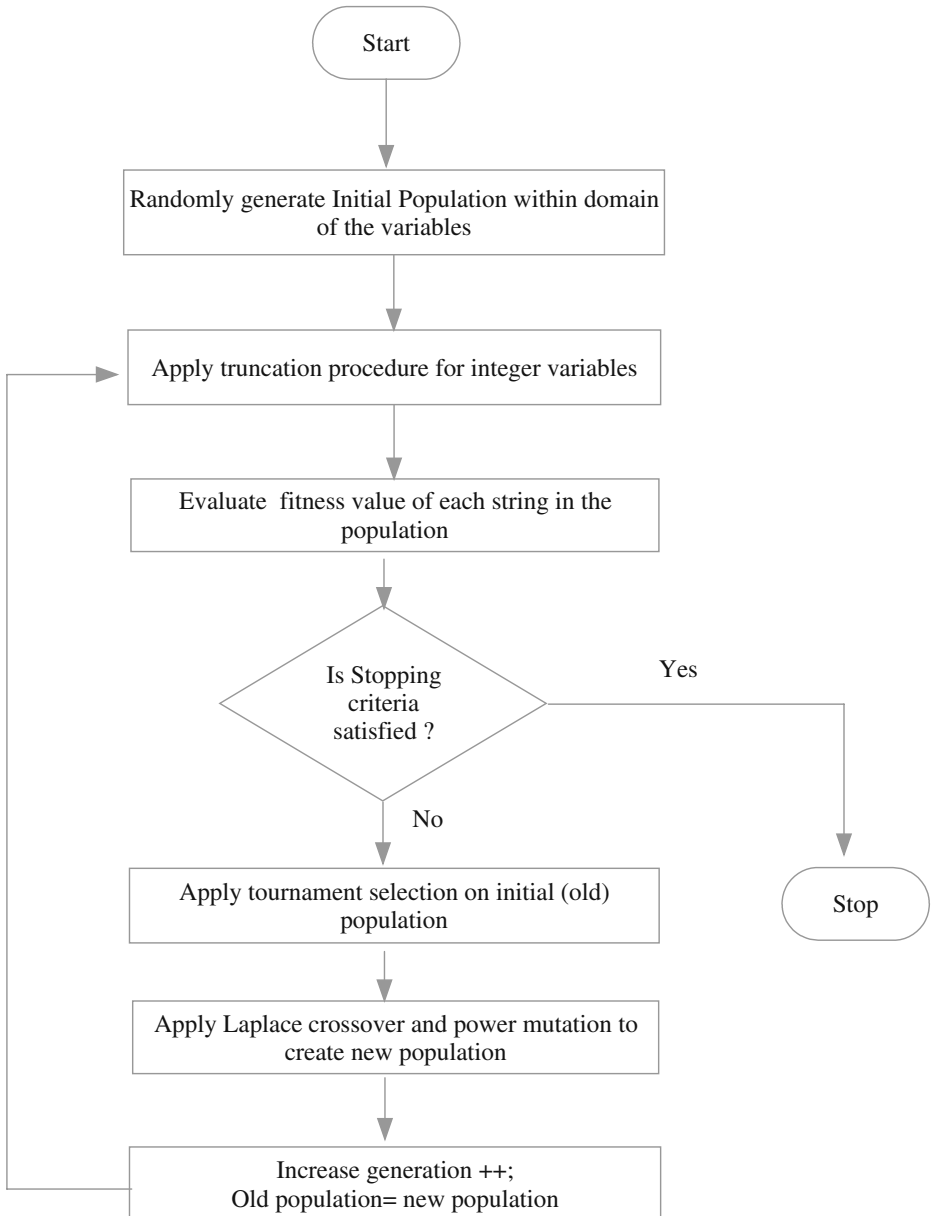 Start
Randomly generate Initial Population within domain
of the variables
Apply truncation procedure for integer variables
Evaluate fitness value of each string in the
population
Is Stopping
criteria
satisfied ?
Yes
No
Apply tournament selection on initial (old)
population
Stop
Apply Laplace crossover and power mutation to
create new population
Increase generation ++;
Old population= new population